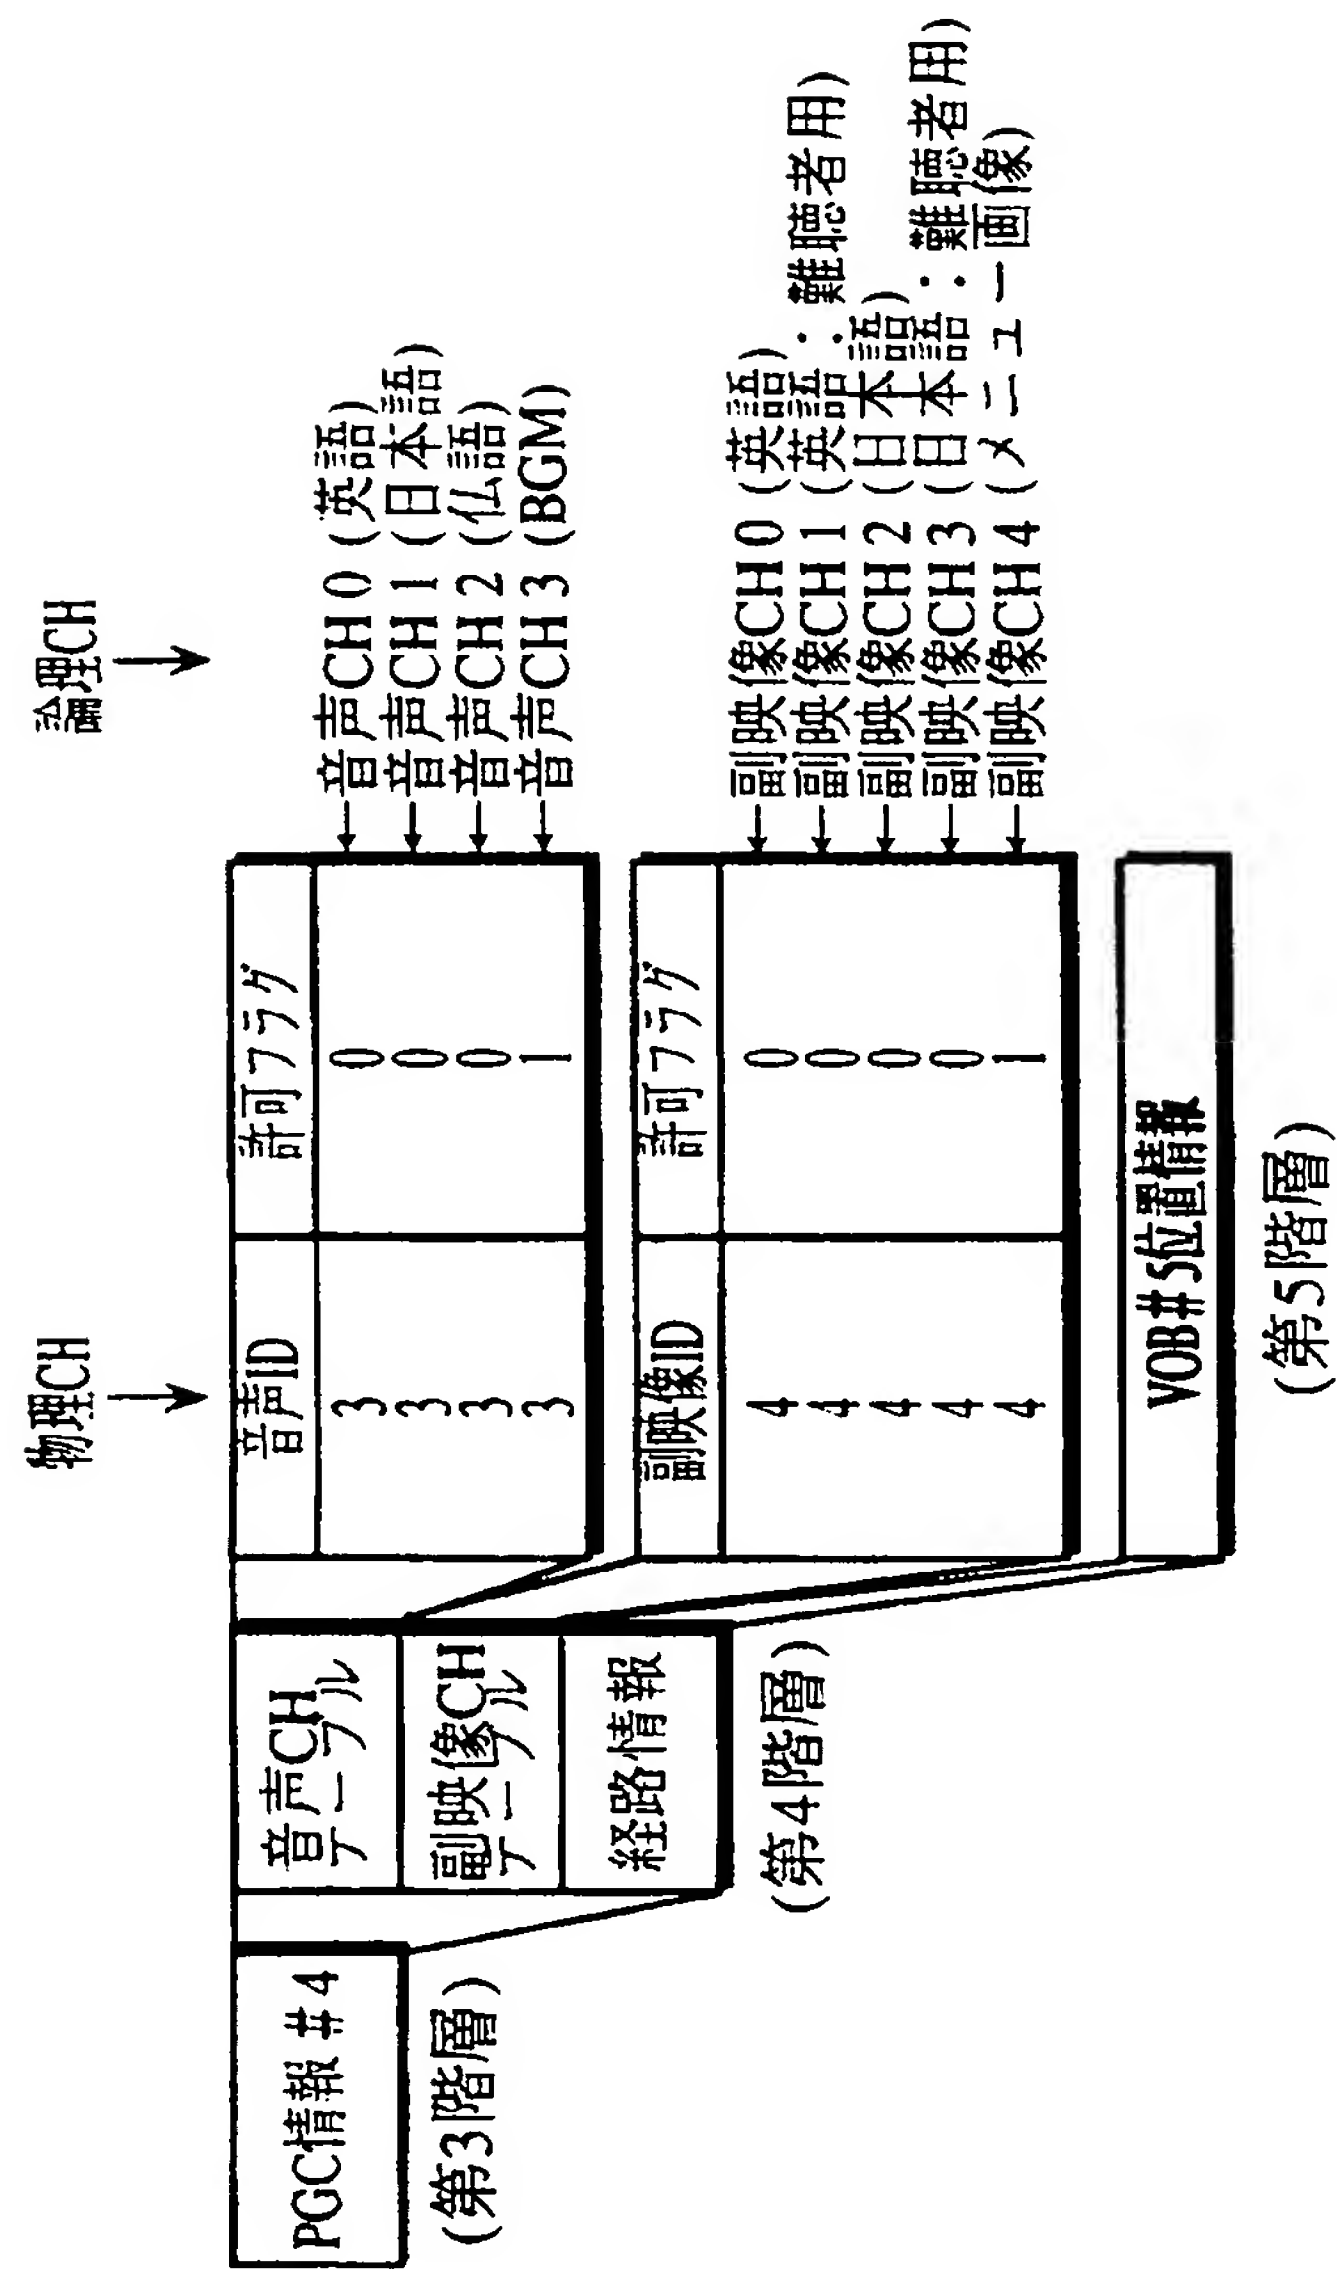 物理CH
論理CH
PGC情報 #4
(第3階層)
音声CH
テーブル
副映像CH
テーブル
経路情報
(第4階層)
音声ID
許可フラグ
3
0
音声CH 0 (英語)
3
0
音声CH 1 (日本語)
3
0
音声CH 2 (仏語)
3
1
音声CH 3 (BGM)
副映像ID
許可フラグ
4
0
副映像CH 0 (英語)
4
0
副映像CH 1 (英語:難聴者用)
4
0
副映像CH 2 (日本語)
4
0
副映像CH 3 (日本語:難聴者用)
4
1
副映像CH 4 (メニュー画像)
VOB#5位置情報
(第5階層)